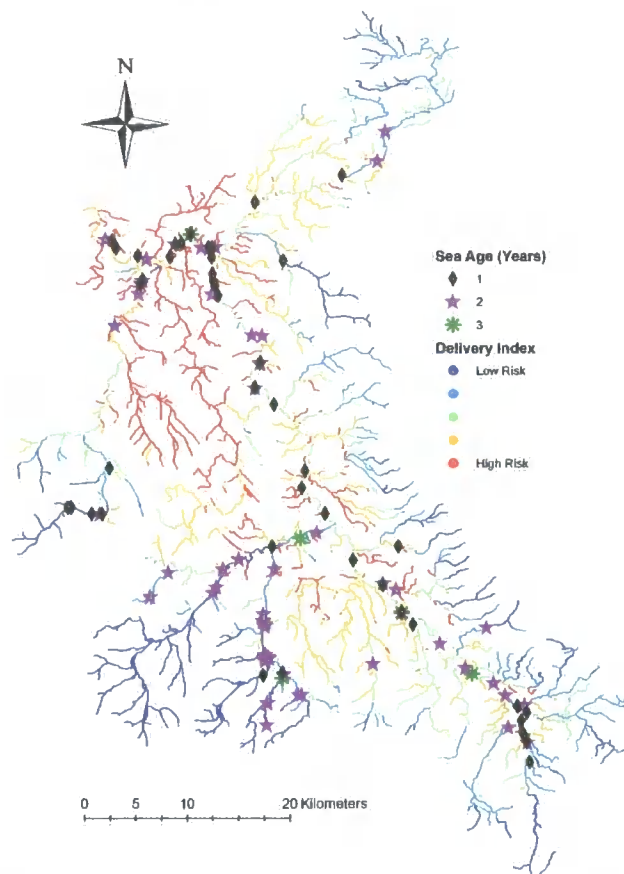 N
Sea Age (Years)
1
2
3
Delivery Index
Low Risk
High Risk
0 5 10 20 Kilometers